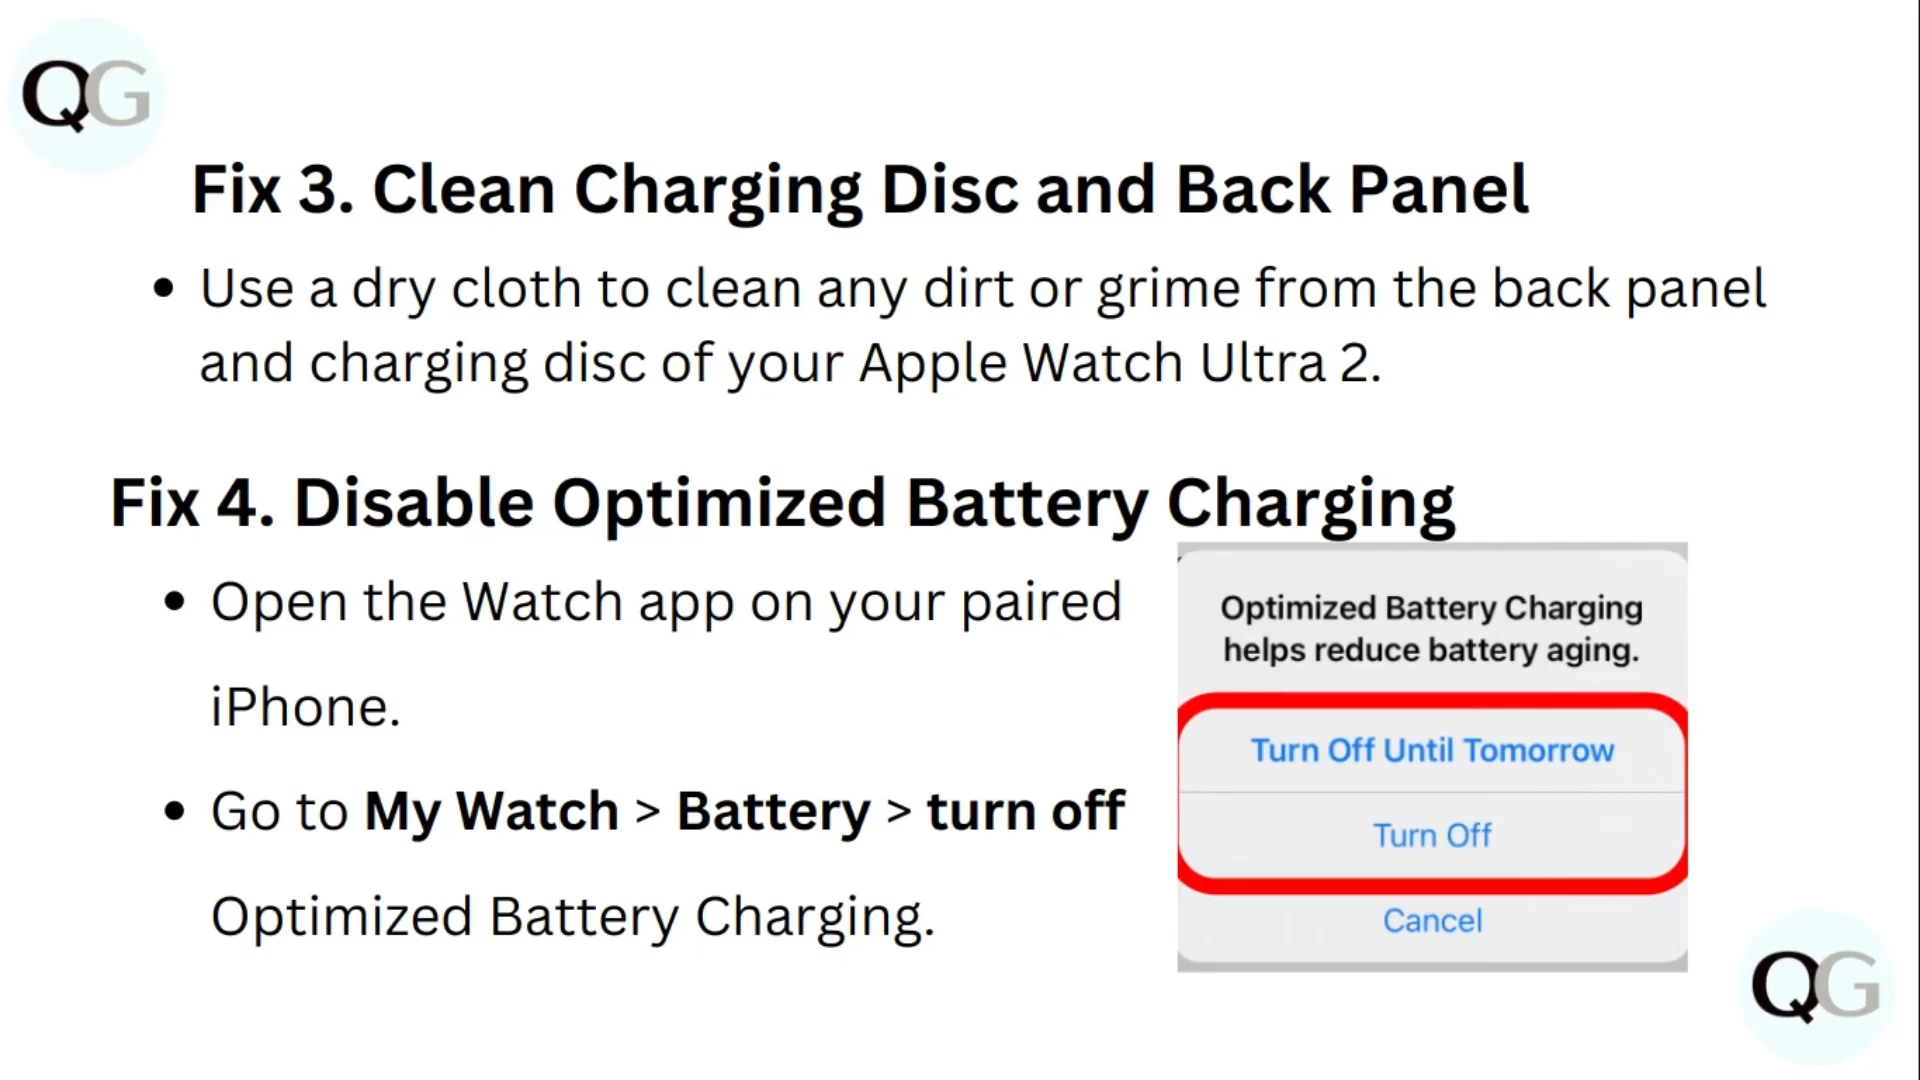 QG
Fix 3. Clean Charging Disc and Back Panel
• Use a dry cloth to clean any dirt or grime from the back panel
and charging disc of your Apple Watch Ultra 2.
Fix 4. Disable Optimized Battery Charging
• Open the Watch app on your paired
iPhone.
• Go to My Watch > Battery > turn off
Optimized Battery Charging.
Optimized Battery Charging
helps reduce battery aging.
Turn Off Until Tomorrow
Turn Off
Cancel
QG